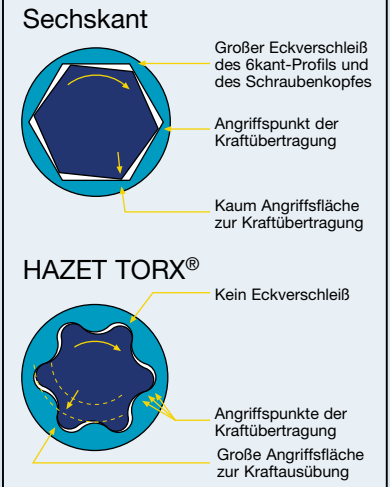 Sechskant
Großer Eckverschleiß
des 6kant-Profils und
des Schraubenkopfes
Angriffspunkt der
Kraftübertragung
Kaum Angriffsfläche
zur Kraftübertragung
HAZET TORX®
Kein Eckverschleiß
Angriffspunkte der
Kraftübertragung
Große Angriffsfläche
zur Kraftausübung